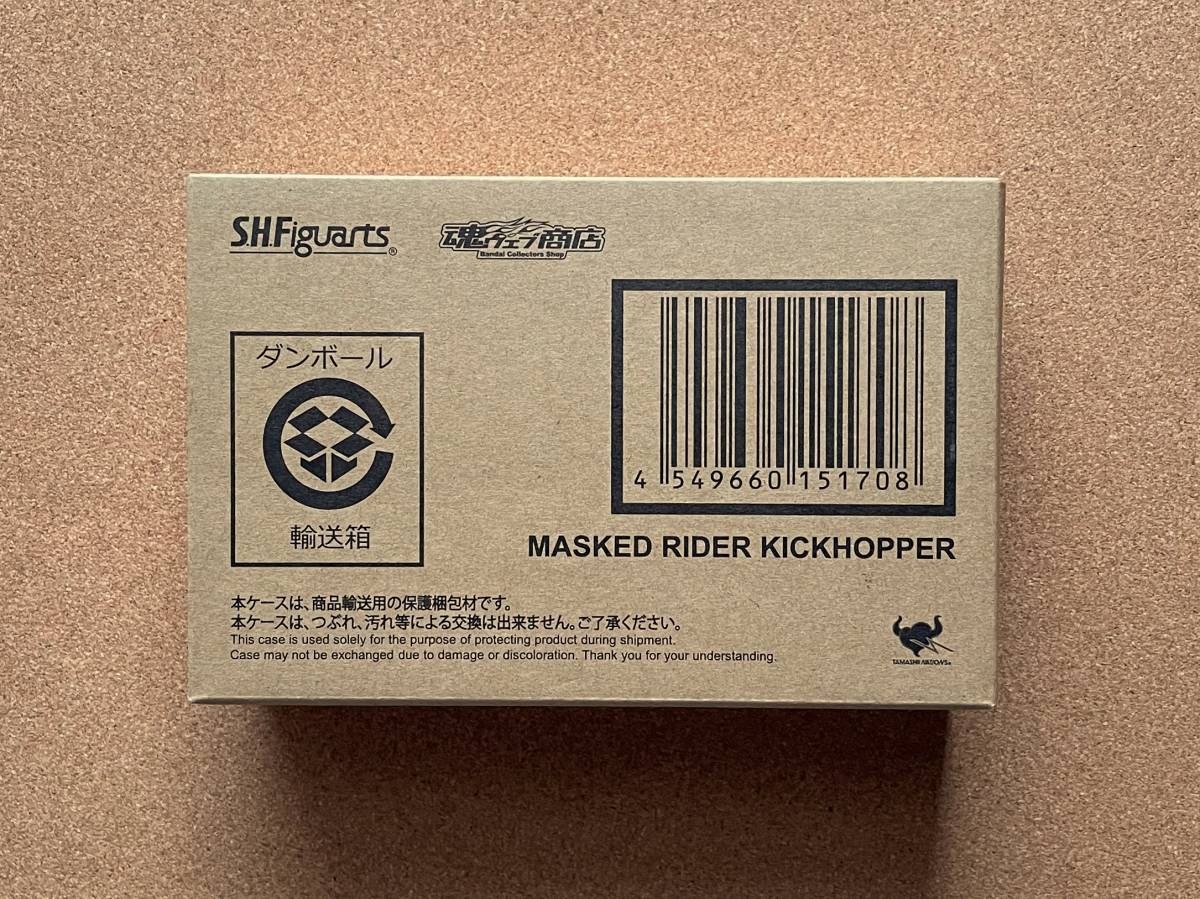 S.H.Figuarts®
魂ウェブ商店
Bandai Collectors Shop
ダンボール
輸送箱
4 549660 151708
MASKED RIDER KICKHOPPER
本ケースは、商品輸送用の保護梱包材です。
本ケースは、つぶれ、汚れ等による交換は出来ません。ご了承ください。
This case is used solely for the purpose of protecting product during shipment.
Case may not be exchanged due to damage or discoloration. Thank you for your understanding.
TAMASHII NATIONS®